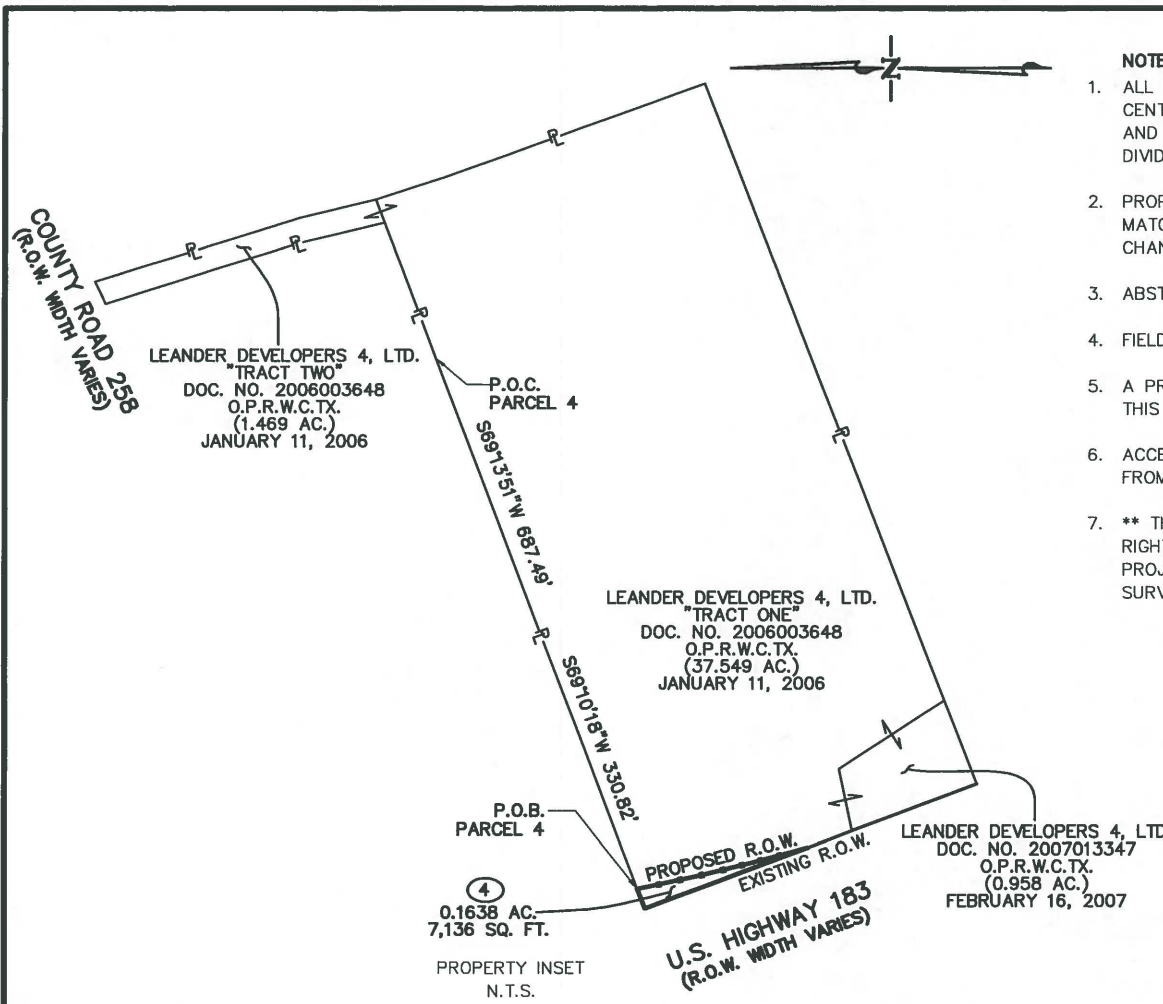 Z
NOTE
1. ALL
CENT
AND
DIVID
2. PROP
MATC
CHAN
3. ABST
4. FIELD
5. A PR
THIS
6. ACCE
FROM
7. ** TH
RIGHT
PROJ
SURV
COUNTY ROAD 258
(R.O.W. WIDTH VARIES)
LEANDER DEVELOPERS 4, LTD.
"TRACT TWO"
DOC. NO. 2006003648
O.P.R.W.C.TX.
(1.469 AC.)
JANUARY 11, 2006
P.O.C.
PARCEL 4
S69°13'51"W 687.49'
LEANDER DEVELOPERS 4, LTD.
"TRACT ONE"
DOC. NO. 2006003648
O.P.R.W.C.TX.
(37.549 AC.)
JANUARY 11, 2006
S69°10'18"W 330.82'
P.O.B.
PARCEL 4
PROPOSED R.O.W.
EXISTING R.O.W.
LEANDER DEVELOPERS 4, LTD
DOC. NO. 2007013347
O.P.R.W.C.TX.
(0.958 AC.)
FEBRUARY 16, 2007
4
0.1638 AC.
7,136 SQ. FT.
U.S. HIGHWAY 183
(R.O.W. WIDTH VARIES)
PROPERTY INSET
N.T.S.